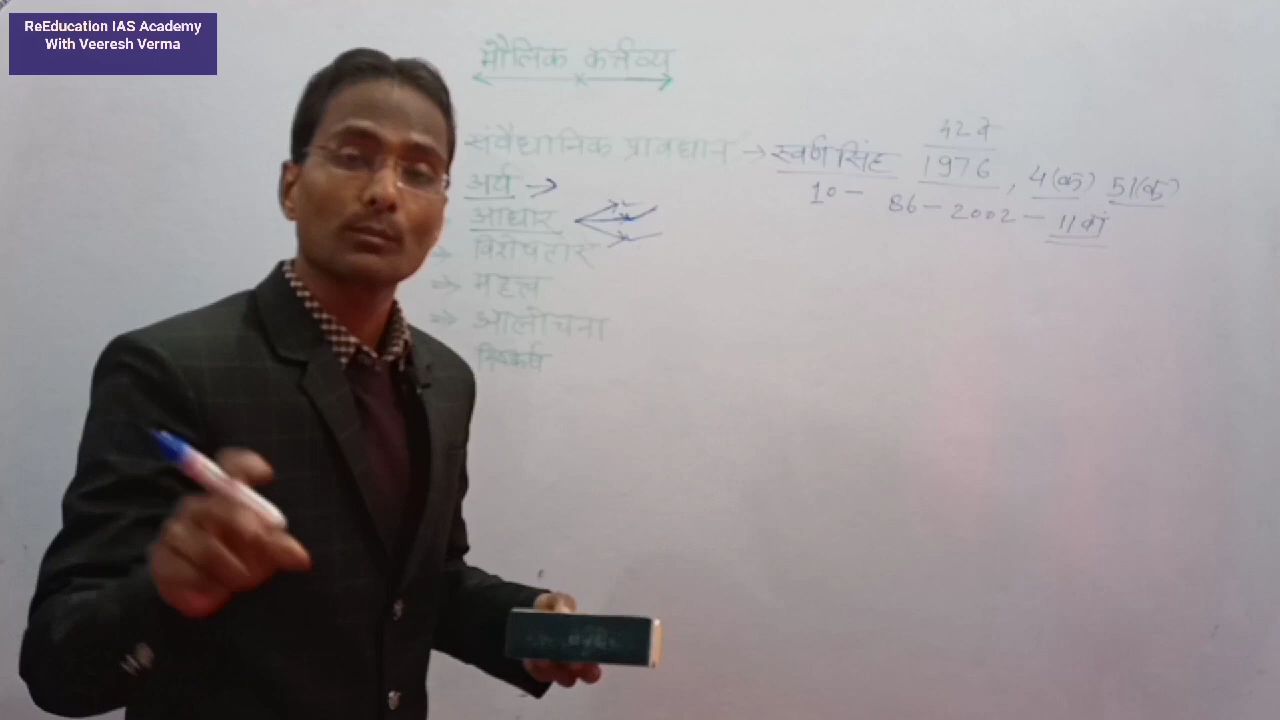 ReEducation IAS Academy
With Veeresh Verma
मौलिक कर्त्तव्य
संवैधानिक प्रावधान → स्वर्ण सिंह 42वें 1976, 4(क) 51(क)
10 - 86 - 2002 - 11वां
अर्थ →
आधार
→ विशेषताएं
→ महत्त्व
→ आलोचना
निष्कर्ष